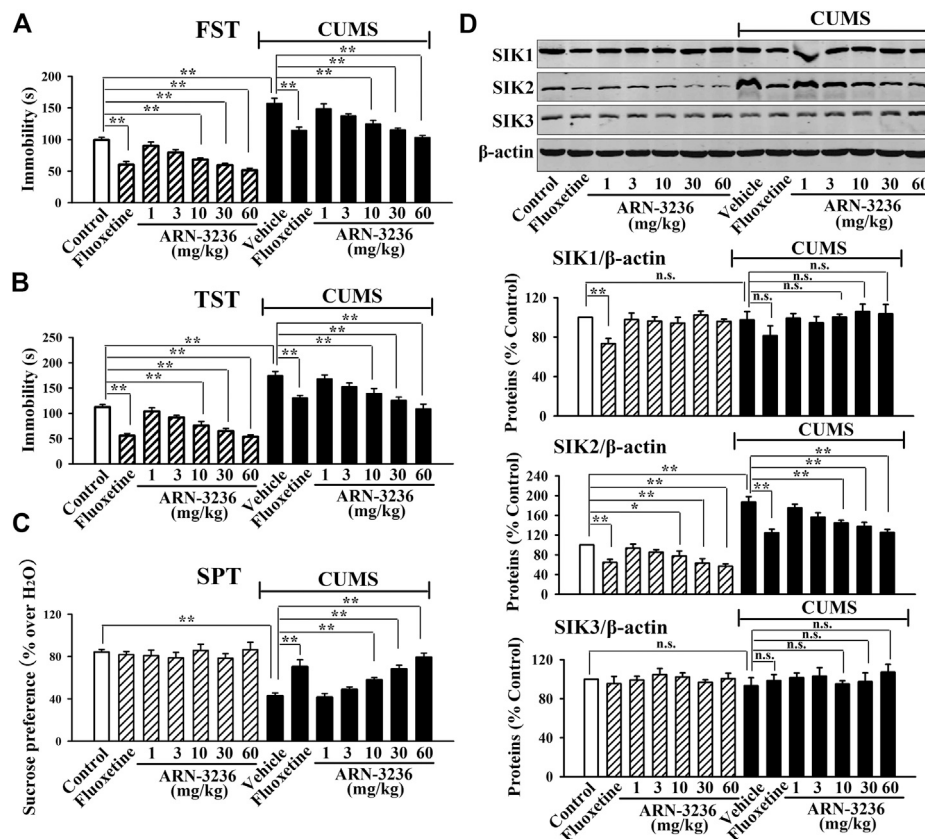 A
FST
CUMS
**
**
**
**
**
**
**
**
**
**
Immobility (s)
200
150
100
50
0
Control
Fluoxetine
1 3 10 30 60
ARN-3236
(mg/kg)
Vehicle
Fluoxetine
1 3 10 30 60
ARN-3236
(mg/kg)
B
TST
CUMS
**
**
**
**
**
**
**
**
**
Immobility (s)
250
200
150
100
50
0
Control
Fluoxetine
1 3 10 30 60
ARN-3236
(mg/kg)
Vehicle
Fluoxetine
1 3 10 30 60
ARN-3236
(mg/kg)
C
SPT
CUMS
**
**
**
**
**
Sucrose preference (% over H2O)
120
80
40
0
Control
Fluoxetine
1 3 10 30 60
ARN-3236
(mg/kg)
Vehicle
Fluoxetine
1 3 10 30 60
ARN-3236
(mg/kg)
D
CUMS
SIK1
SIK2
SIK3
β-actin
Control
Fluoxetine
1 3 10 30 60
ARN-3236
(mg/kg)
Vehicle
Fluoxetine
1 3 10 30 60
ARN-3236
(mg/kg)
SIK1/β-actin
CUMS
n.s.
n.s.
n.s.
n.s.
n.s.
**
Proteins (% Control)
120
80
40
0
SIK2/β-actin
CUMS
**
**
**
*
**
**
**
**
**
Proteins (% Control)
240
200
160
120
80
40
0
SIK3/β-actin
CUMS
n.s.
n.s.
n.s.
n.s.
n.s.
Proteins (% Control)
120
80
40
0
Control
Fluoxetine
1 3 10 30 60
ARN-3236
(mg/kg)
Vehicle
Fluoxetine
1 3 10 30 60
ARN-3236
(mg/kg)